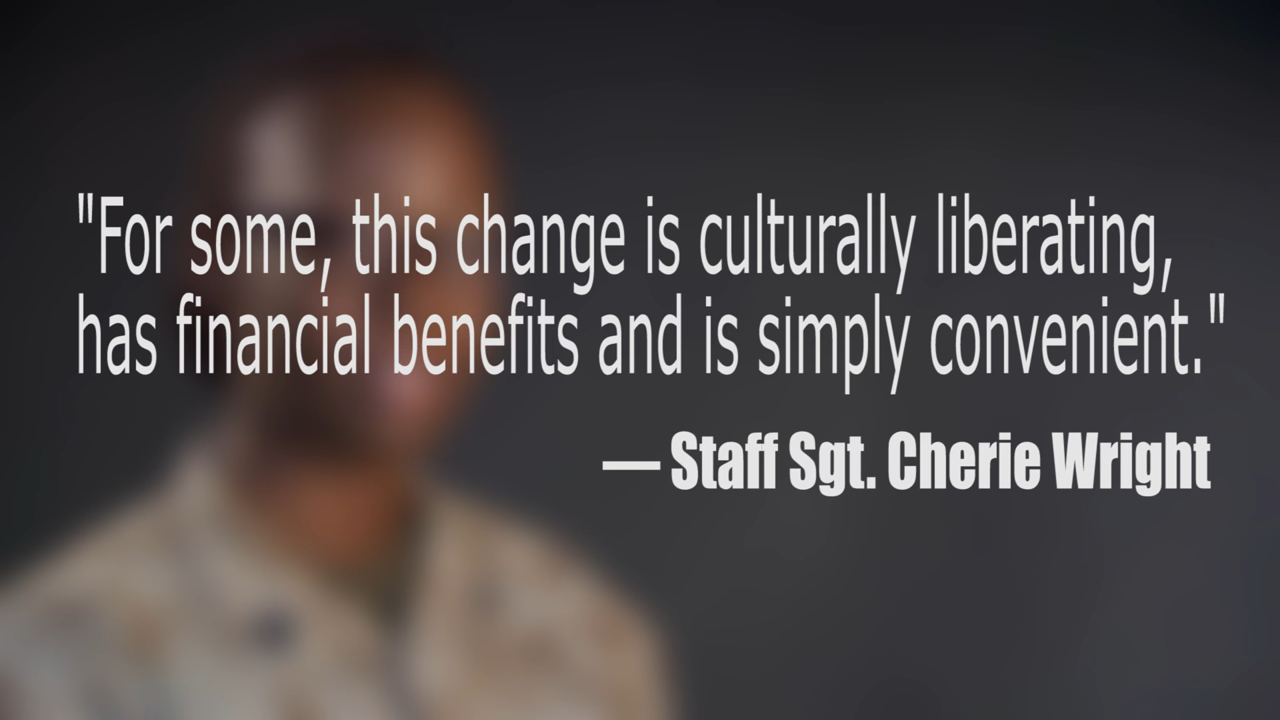 "For some, this change is culturally liberating,
has financial benefits and is simply convenient."
— Staff Sgt. Cherie Wright